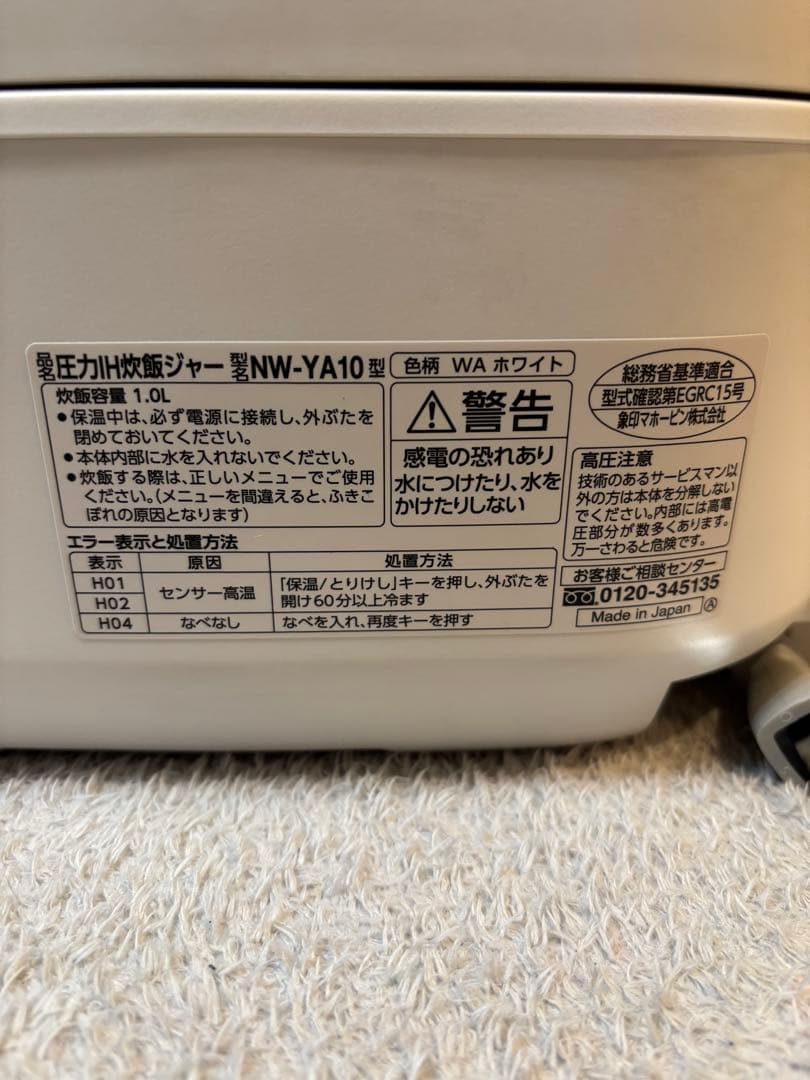 品名 圧力IH炊飯ジャー 型名 NW-YA10 型
炊飯容量 1.0L
●保温中は、必ず電源に接続し、外ぶたを
閉めておいてください。
●本体内部に水を入れないでください。
●炊飯する際は、正しいメニューでご使用
ください。(メニューを間違えると、ふきこ
ぼれの原因となります)
色柄 WA ホワイト
警告
感電の恐れあり
水につけたり、水を
かけたりしない
総務省基準適合
型式確認第EGRC15号
象印マホービン株式会社
高圧注意
技術のあるサービスマン以
外の方は本体を分解しない
でください。内部には高電
圧部分が数多くあります。
万一さわると危険です。
エラー表示と処置方法
表示 原因 処置方法
H01
H02
センサー高温
「保温/とりけし」キーを押し、外ぶたを
開け60分以上冷ます
H04 なべなし なべを入れ、再度キーを押す
お客様ご相談センター
0120-345135
Made in Japan Ⓐ